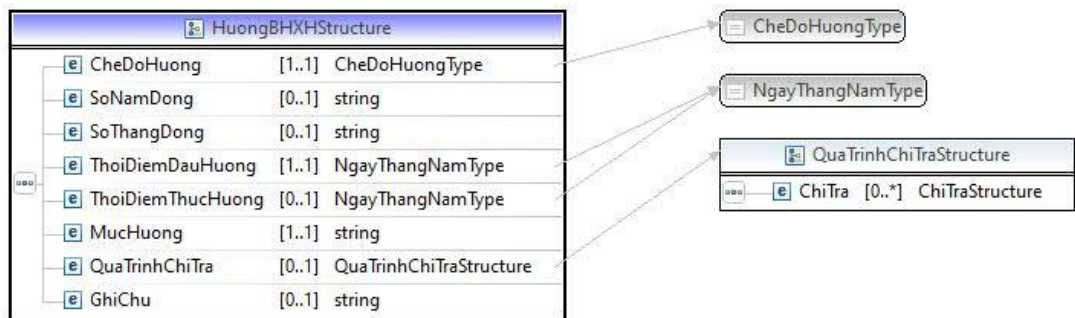 HuongBHXHStructure
CheDoHuong [1..1] CheDoHuongType
SoNamDong [0..1] string
SoThangDong [0..1] string
ThoiDiemDauHuong [1..1] NgayThangNamType
ThoiDiemThucHuong [0..1] NgayThangNamType
MucHuong [1..1] string
QuaTrinhChiTra [0..1] QuaTrinhChiTraStructure
GhiChu [0..1] string
CheDoHuongType
NgayThangNamType
QuaTrinhChiTraStructure
ChiTra [0..*] ChiTraStructure